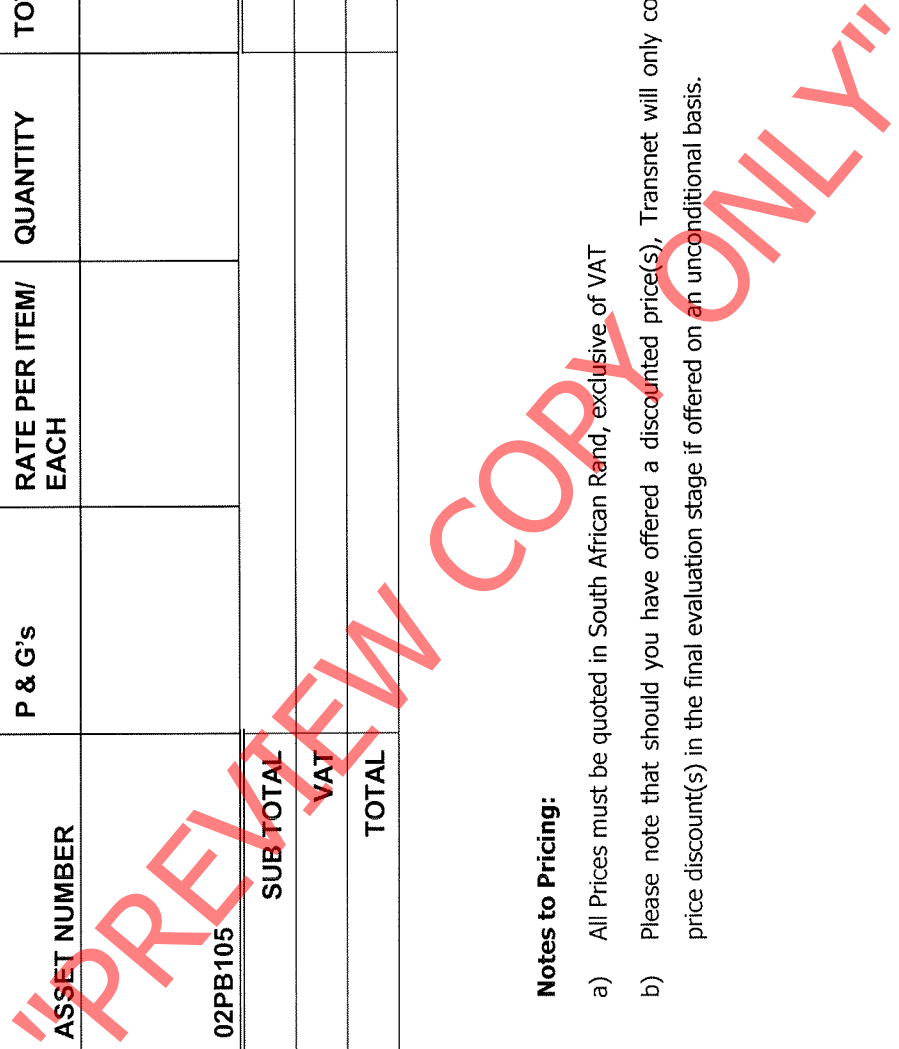 ASSET NUMBER P & G's RATE PER ITEM/ QUANTITY
EACH
02PB105
SUB TOTAL
VAT
TOTAL
Notes to Pricing:
a) All Prices must be quoted in South African Rand, exclusive of VAT
b) Please note that should you have offered a discounted price(s), Transnet will only
price discount(s) in the final evaluation stage if offered on an unconditional basis.
"PREVIEW COPY ONLY"